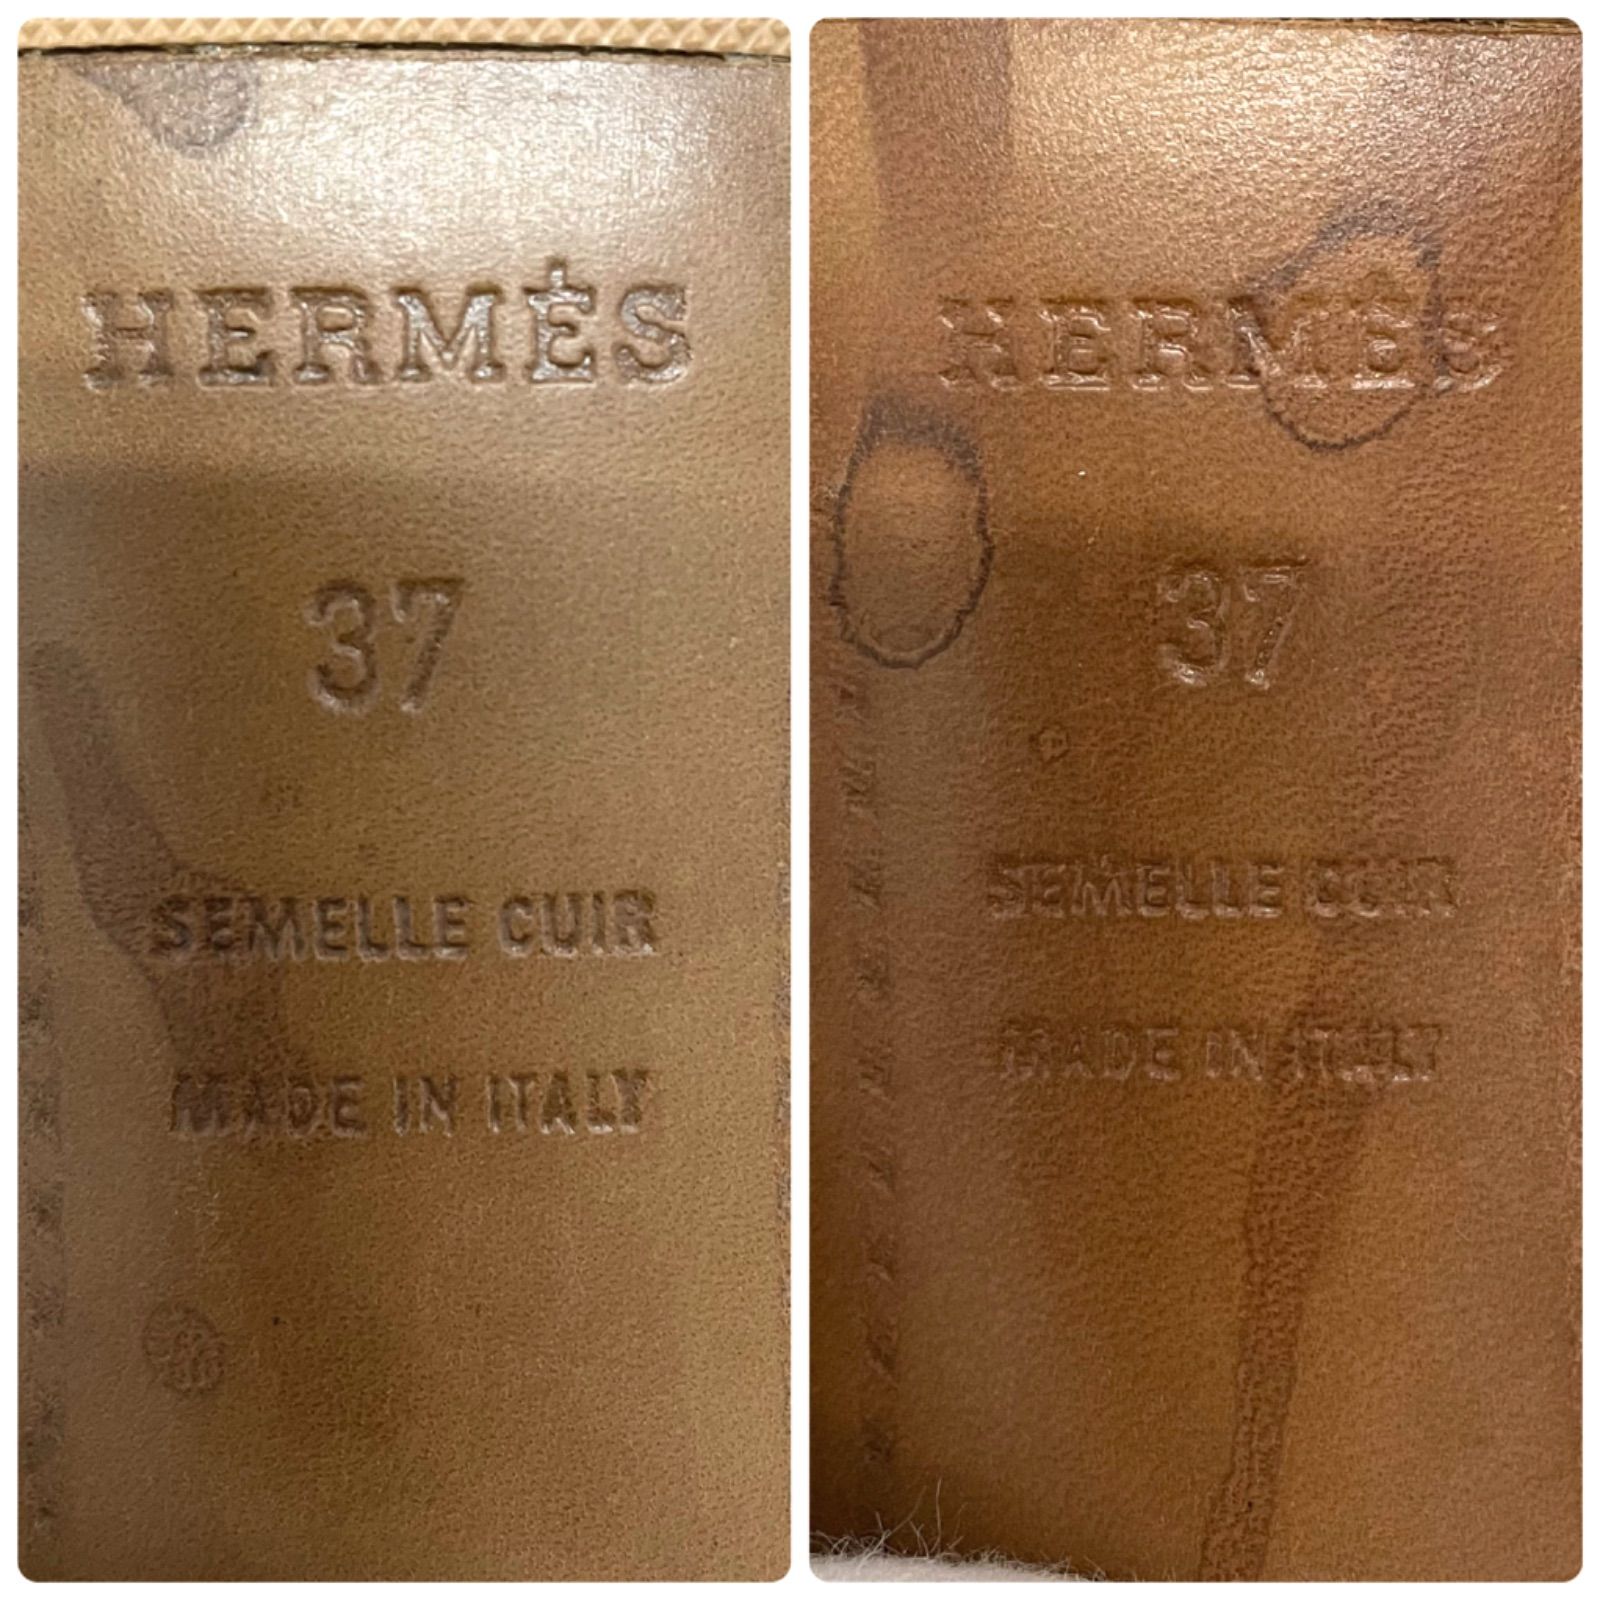 HERMÈS
37
SEMELLE CUIR
MADE IN ITALY
HERMÈS
37
SEMELLE CUIR
MADE IN ITALY